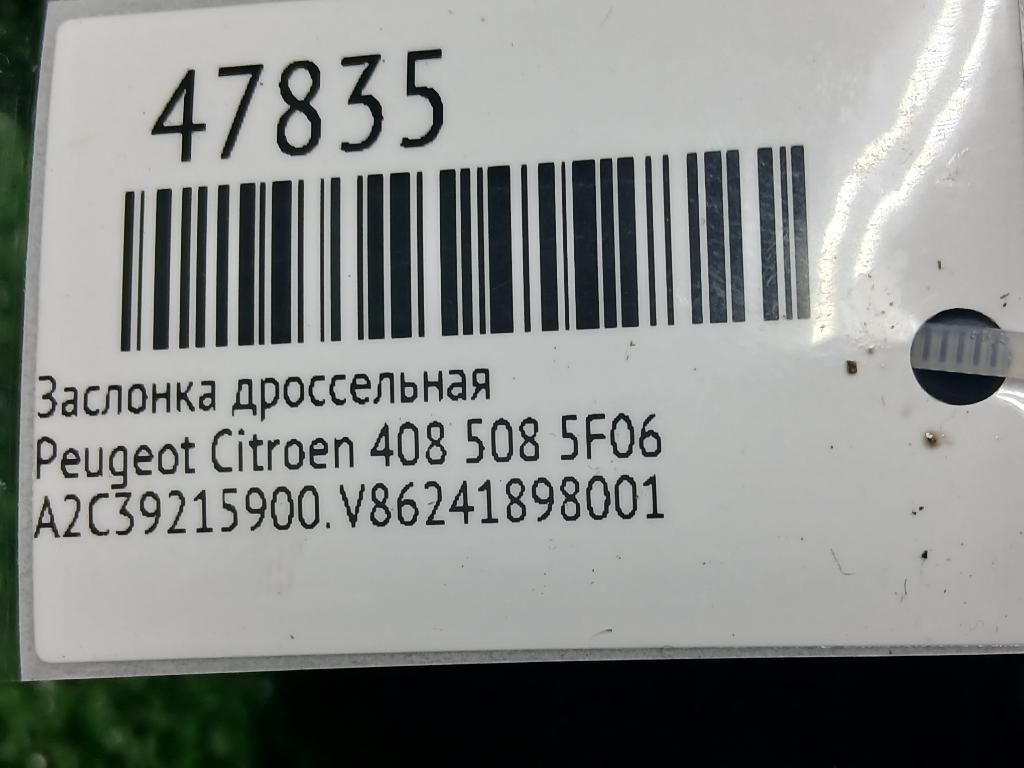 47835
Заслонка дроссельная
Peugeot Citroen 408 508 5F06
A2C39215900. V86241898001